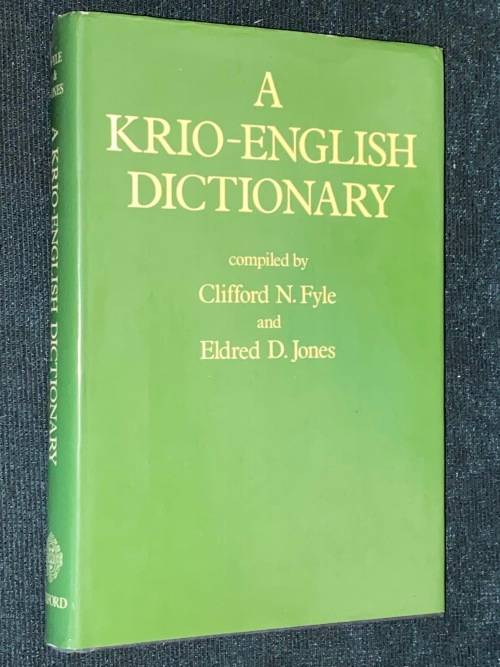 A
KRIO-ENGLISH
DICTIONARY
compiled by
Clifford N. Fyle
and
Eldred D. Jones
A KRIO-ENGLISH DICTIONARY